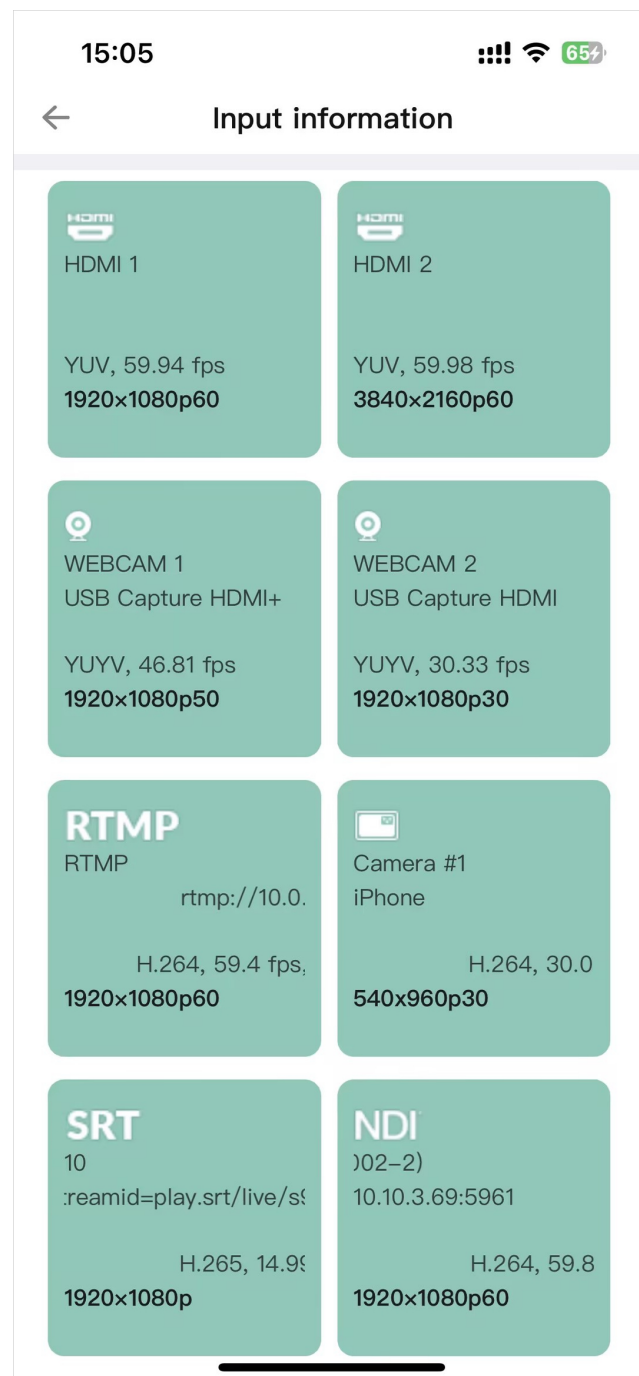 15:05
65
Input information
HDMI
HDMI 1
YUV, 59.94 fps
1920×1080p60
HDMI
HDMI 2
YUV, 59.98 fps
3840×2160p60
WEBCAM 1
USB Capture HDMI+
YUYV, 46.81 fps
1920×1080p50
WEBCAM 2
USB Capture HDMI
YUYV, 30.33 fps
1920×1080p30
RTMP
RTMP
rtmp://10.0.
H.264, 59.4 fps,
1920×1080p60
Camera #1
iPhone
H.264, 30.0
540x960p30
SRT
10
:reamid=play.srt/live/s
H.265, 14.9
1920×1080p
NDI
002-2)
10.10.3.69:5961
H.264, 59.8
1920×1080p60